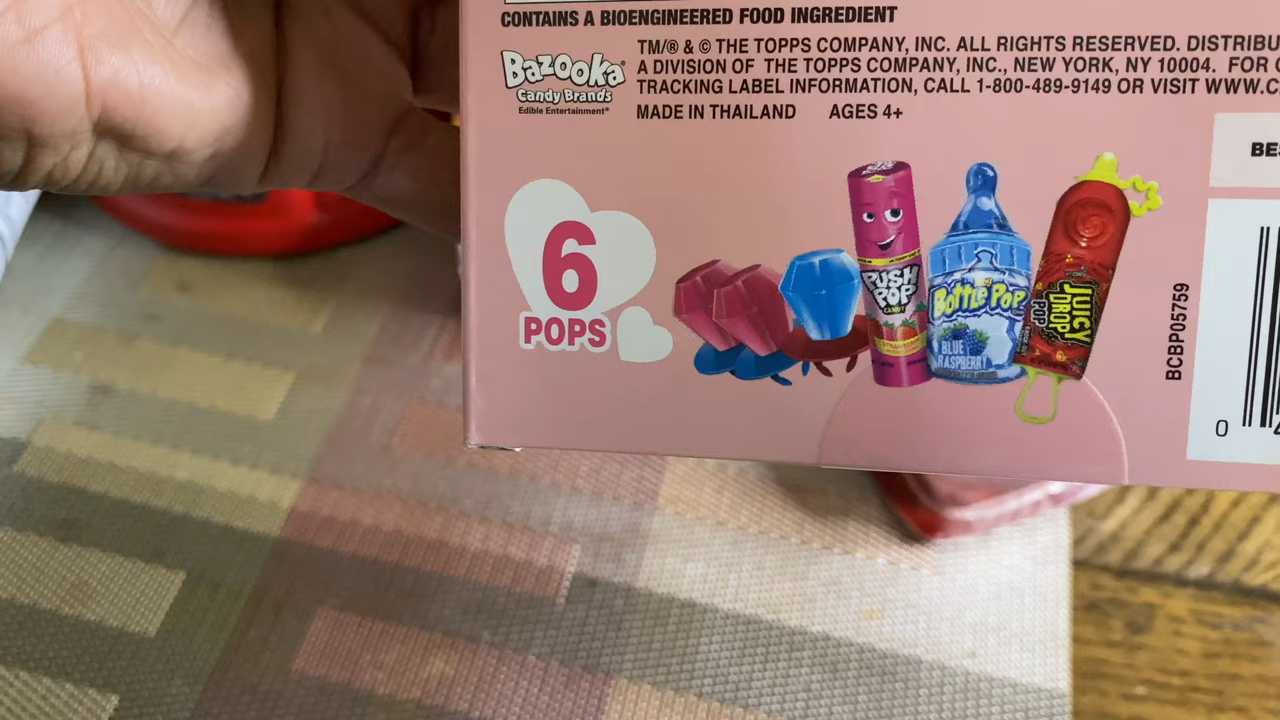 CONTAINS A BIOENGINEERED FOOD INGREDIENT
TM/® & © THE TOPPS COMPANY, INC. ALL RIGHTS RESERVED. DISTRIBU
A DIVISION OF THE TOPPS COMPANY, INC., NEW YORK, NY 10004. FOR
TRACKING LABEL INFORMATION, CALL 1-800-489-9149 OR VISIT WWW.C
MADE IN THAILAND AGES 4+
Bazooka®
Candy Brands
Edible Entertainment®
BES
6
POPS
PUSH
POP
CANDY
STRAWBERRY
Bottle Pop
BLUE
RASPBERRY
JUICY
DROP
POP
BCBP05759
0